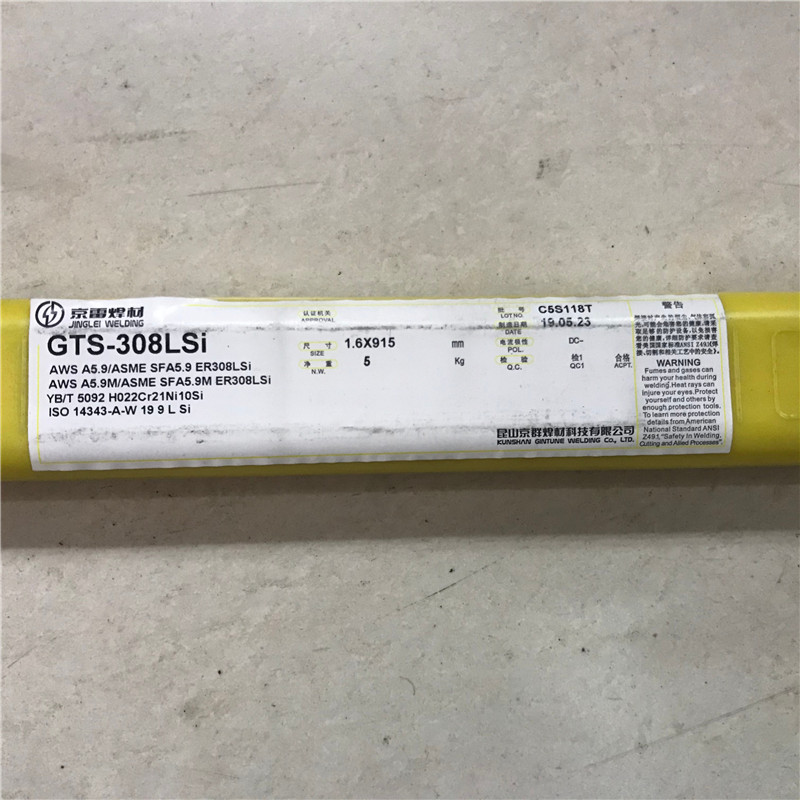 京雷焊材
JINGLEI WELDING
GTS-308LSi
AWS A5.9/ASME SFA5.9 ER308LSi
AWS A5.9M/ASME SFA5.9M ER308LSi
YB/T 5092 H022Cr21Ni10Si
ISO 14343-A-W 19 9 L Si
认证机关
APPROVAL
尺 寸 1.6X915 mm
SIZE
净 重 5 Kg
N.W.
批 号 C5S118T
LOT NO.
制造日期 19.05.23
DATE
电流极性 DC-
POL.
检 验 检1 合格
Q.C. QC1 ACPT.
昆山京群焊材科技有限公司
KUNSHAN GINTUNE WELDING CO., LTD.
警告
WARNING
Fumes and gases can
harm your health during
welding.Heat rays can
injure your eyes.Protect
yourself and others by
enough protection tools.
To learn more protection
details from American
National Standard ANSI
Z491,"Safety In Welding,
Cutting and Allied Processes".